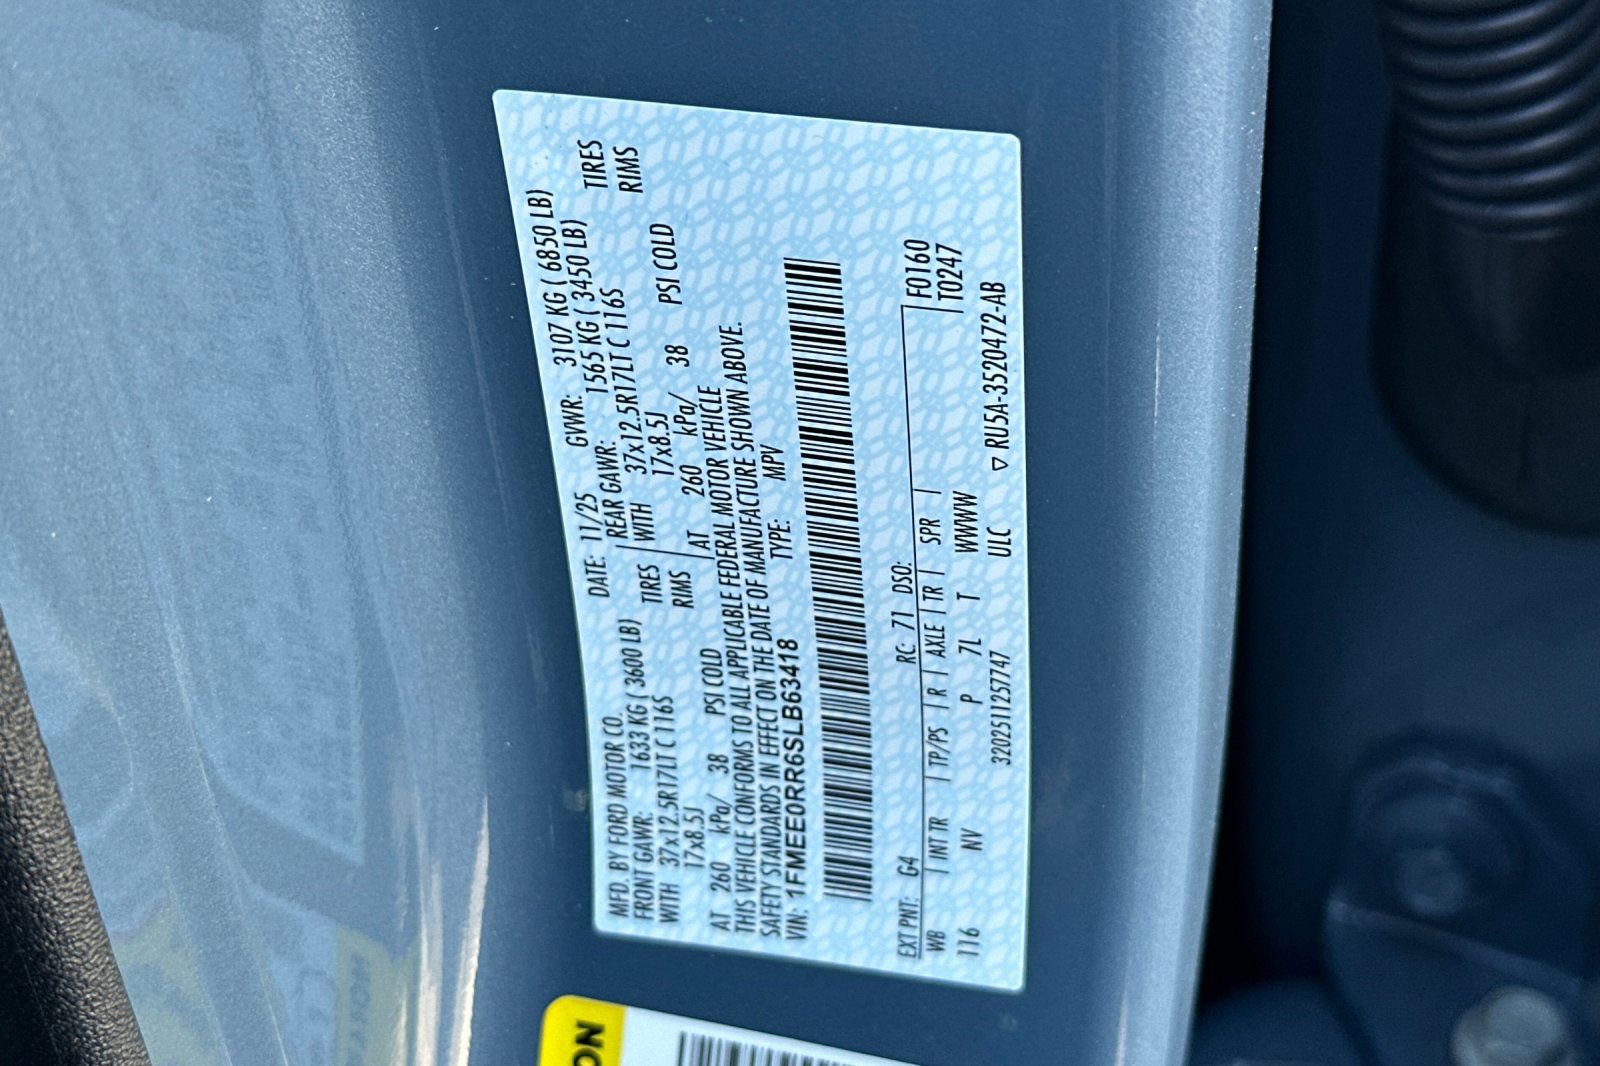 MFD. BY FORD MOTOR CO.
DATE: 11/25 GVWR: 3107 KG ( 6850 LB)
FRONT GAWR: 1633 KG ( 3600 LB) REAR GAWR: 1565 KG ( 3450 LB)
WITH 37x12.5R17LT C 116S TIRES WITH 37x12.5R17LT C 116S TIRES
17x8.5J RIMS 17x8.5J RIMS
AT 260 kPa/ 38 PSI COLD AT 260 kPa/ 38 PSI COLD
THIS VEHICLE CONFORMS TO ALL APPLICABLE FEDERAL MOTOR VEHICLE
SAFETY STANDARDS IN EFFECT ON THE DATE OF MANUFACTURE SHOWN ABOVE.
VIN: 1FMEE0RR6SLB63418 TYPE: MPV
EXT PNT: G4 RC: 71 DSO: F0160
WB | INT TR | TP/PS | R | AXLE | TR | SPR | T0247
116 NV P 7L T WWWW
320251125774​7 ULC ▽ RU5A-3520472-AB
ON